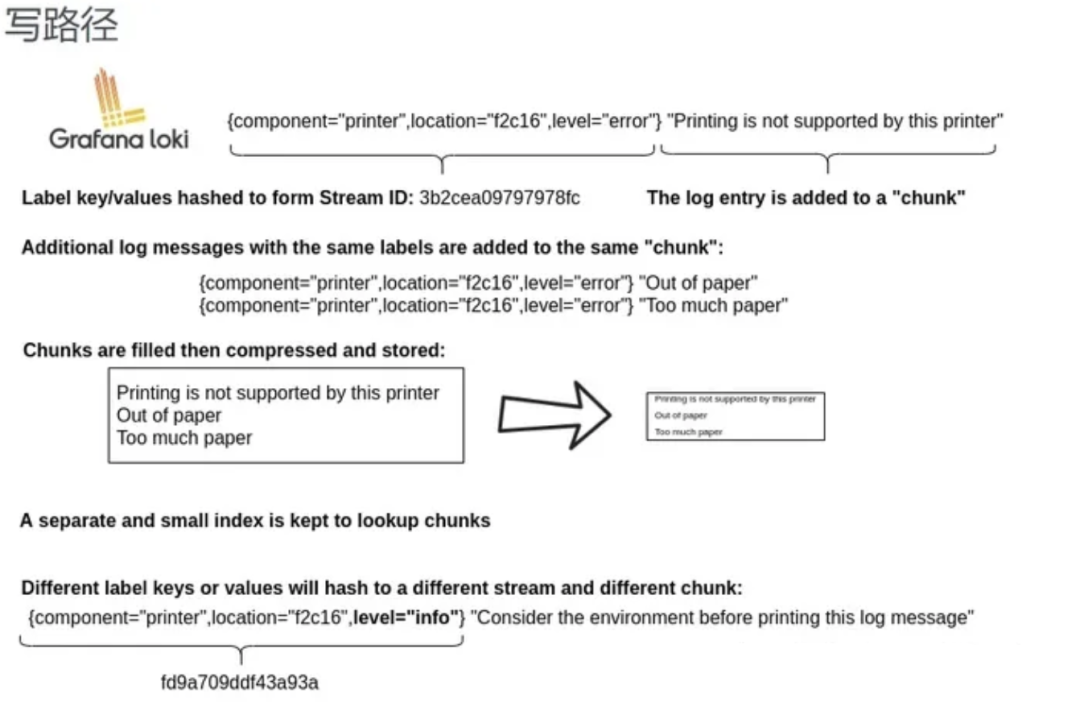 写路径
Grafana loki
{component="printer",location="f2c16",level="error"} "Printing is not supported by this printer"
Label key/values hashed to form Stream ID: 3b2cea09797978fc
The log entry is added to a "chunk"
Additional log messages with the same labels are added to the same "chunk":
{component="printer",location="f2c16",level="error"} "Out of paper"
{component="printer",location="f2c16",level="error"} "Too much paper"
Chunks are filled then compressed and stored:
Printing is not supported by this printer
Out of paper
Too much paper
Printing is not supported by this printer
Out of paper
Too much paper
A separate and small index is kept to lookup chunks
Different label keys or values will hash to a different stream and different chunk:
{component="printer",location="f2c16",level="info"} "Consider the environment before printing this log message"
fd9a709ddf43a93a